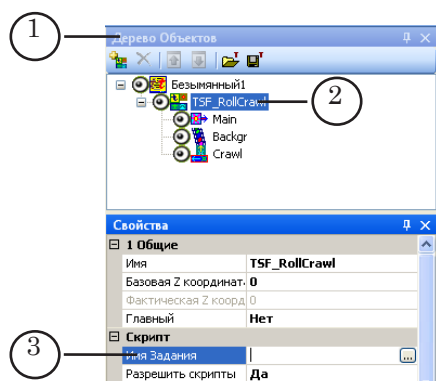 1
Дерево Объектов
Безымянный1
TSF_RollCrawl
2
Main
Backgr
Crawl
Свойства
1 Общие
Имя TSF_RollCrawl
Базовая Z координат 0
Фактическая Z коорд 0
Главный Нет
Скрипт
3
Имя Задания ...
Разрешить скрипты Да